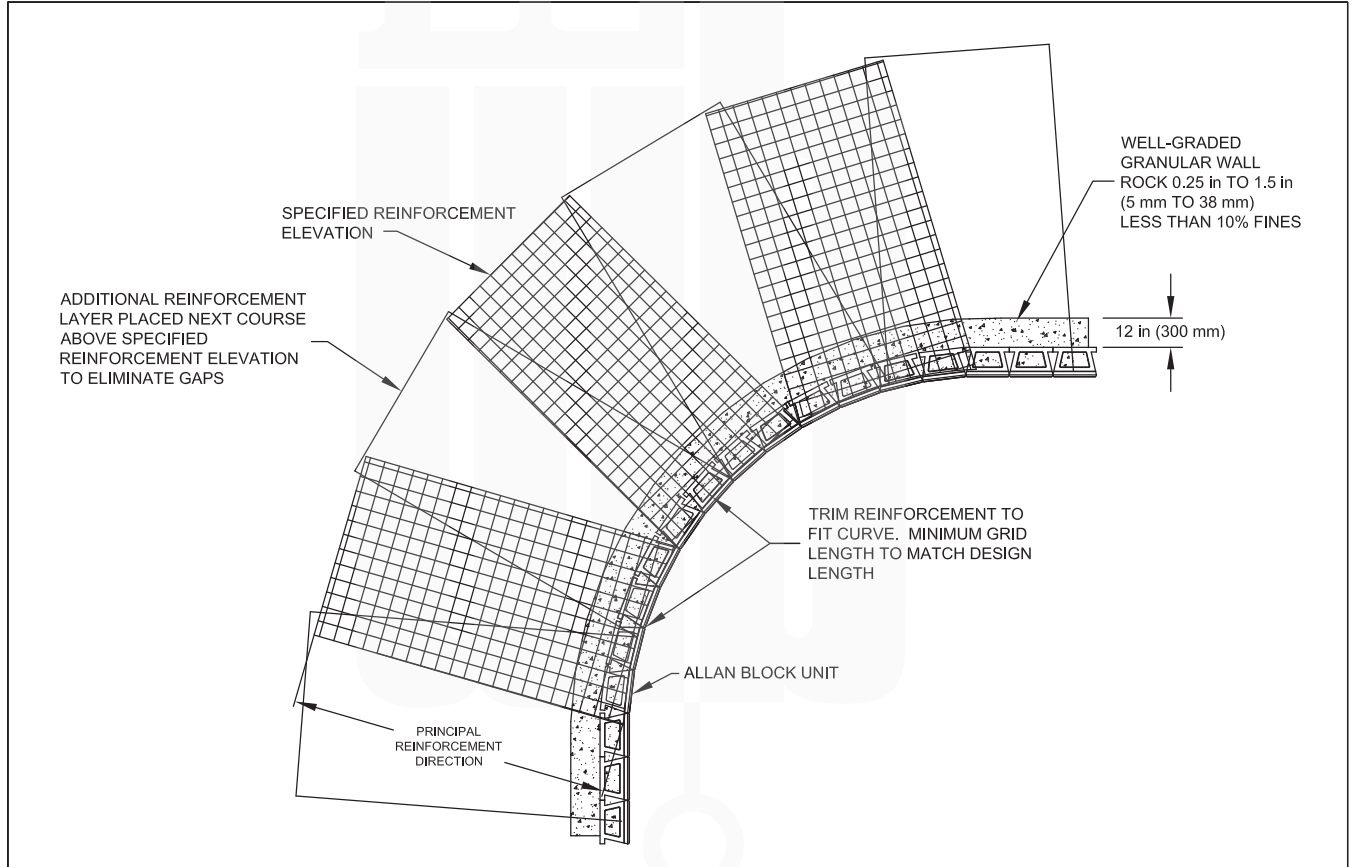 WELL-GRADED
GRANULAR WALL
ROCK 0.25 in TO 1.5 in
(5 mm TO 38 mm)
LESS THAN 10% FINES
SPECIFIED REINFORCEMENT
ELEVATION
ADDITIONAL REINFORCEMENT
LAYER PLACED NEXT COURSE
ABOVE SPECIFIED
REINFORCEMENT ELEVATION
TO ELIMINATE GAPS
12 in (300 mm)
TRIM REINFORCEMENT TO
FIT CURVE. MINIMUM GRID
LENGTH TO MATCH DESIGN
LENGTH
ALLAN BLOCK UNIT
PRINCIPAL
REINFORCEMENT
DIRECTION